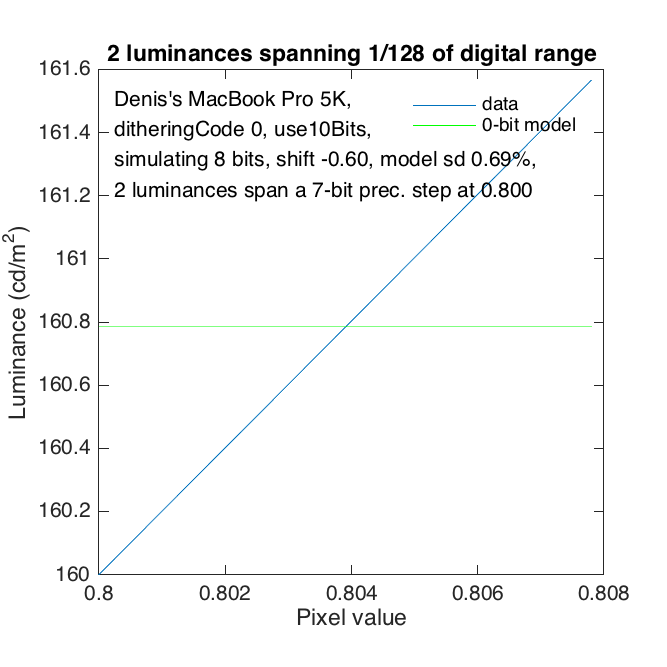 2 luminances spanning 1/128 of digital range
Denis's MacBook Pro 5K,
ditheringCode 0, use10Bits,
simulating 8 bits, shift -0.60, model sd 0.69%,
2 luminances span a 7-bit prec. step at 0.800
data
0-bit model
Luminance (cd/m²)
161.6
161.4
161.2
161
160.8
160.6
160.4
160.2
160
0.8
0.802
0.804
0.806
0.808
Pixel value